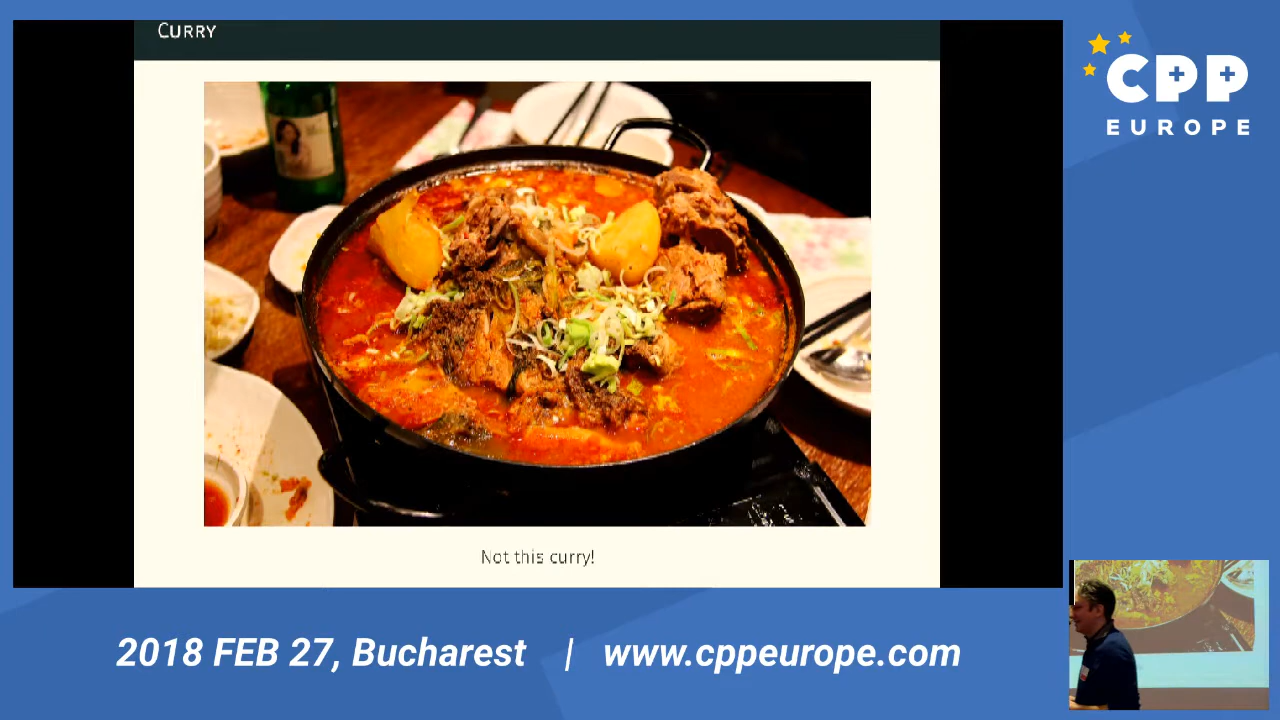 CURRY
Not this curry!
CPP
EUROPE
2018 FEB 27, Bucharest | www.cppeurope.com